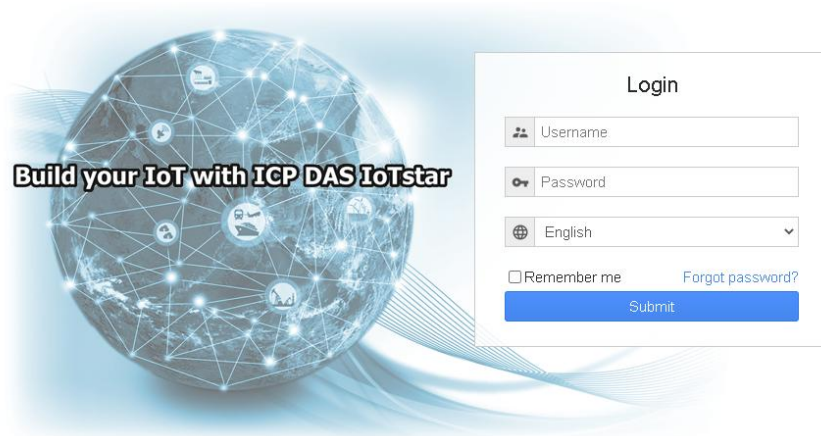 Build your IoT with ICP DAS IoTstar
Login
Username
Password
English
Remember me
Forgot password?
Submit